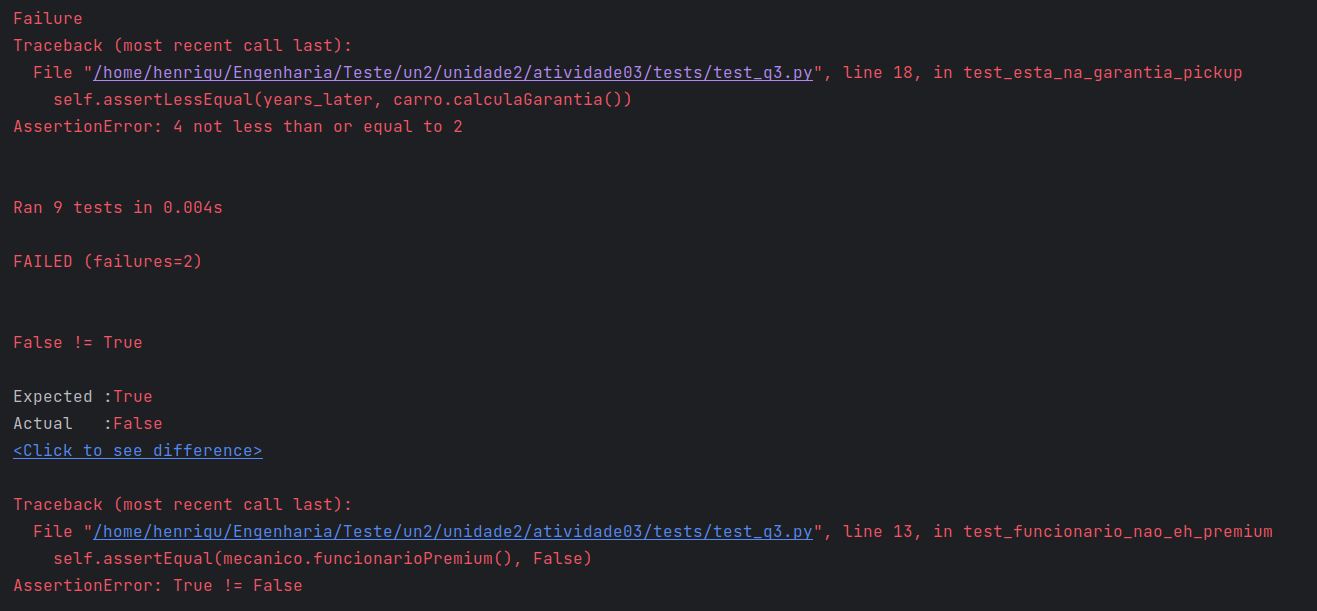 Failure
Traceback (most recent call last):
  File "/home/henriqu/Engenharia/Teste/un2/unidade2/atividade03/tests/test_q3.py", line 18, in test_esta_na_garantia_pickup
    self.assertLessEqual(years_later, carro.calculaGarantia())
AssertionError: 4 not less than or equal to 2
Ran 9 tests in 0.004s
FAILED (failures=2)
False != True
Expected :True
Actual   :False
<Click to see difference>
Traceback (most recent call last):
  File "/home/henriqu/Engenharia/Teste/un2/unidade2/atividade03/tests/test_q3.py", line 13, in test_funcionario_nao_eh_premium
    self.assertEqual(mecanico.funcionarioPremium(), False)
AssertionError: True != False